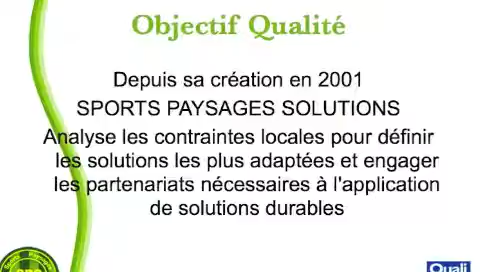 Objectif Qualité
Depuis sa création en 2001
SPORTS PAYSAGES SOLUTIONS
Analyse les contraintes locales pour définir
les solutions les plus adaptées et engager
les partenariats nécessaires à l'application
de solutions durables
Quali